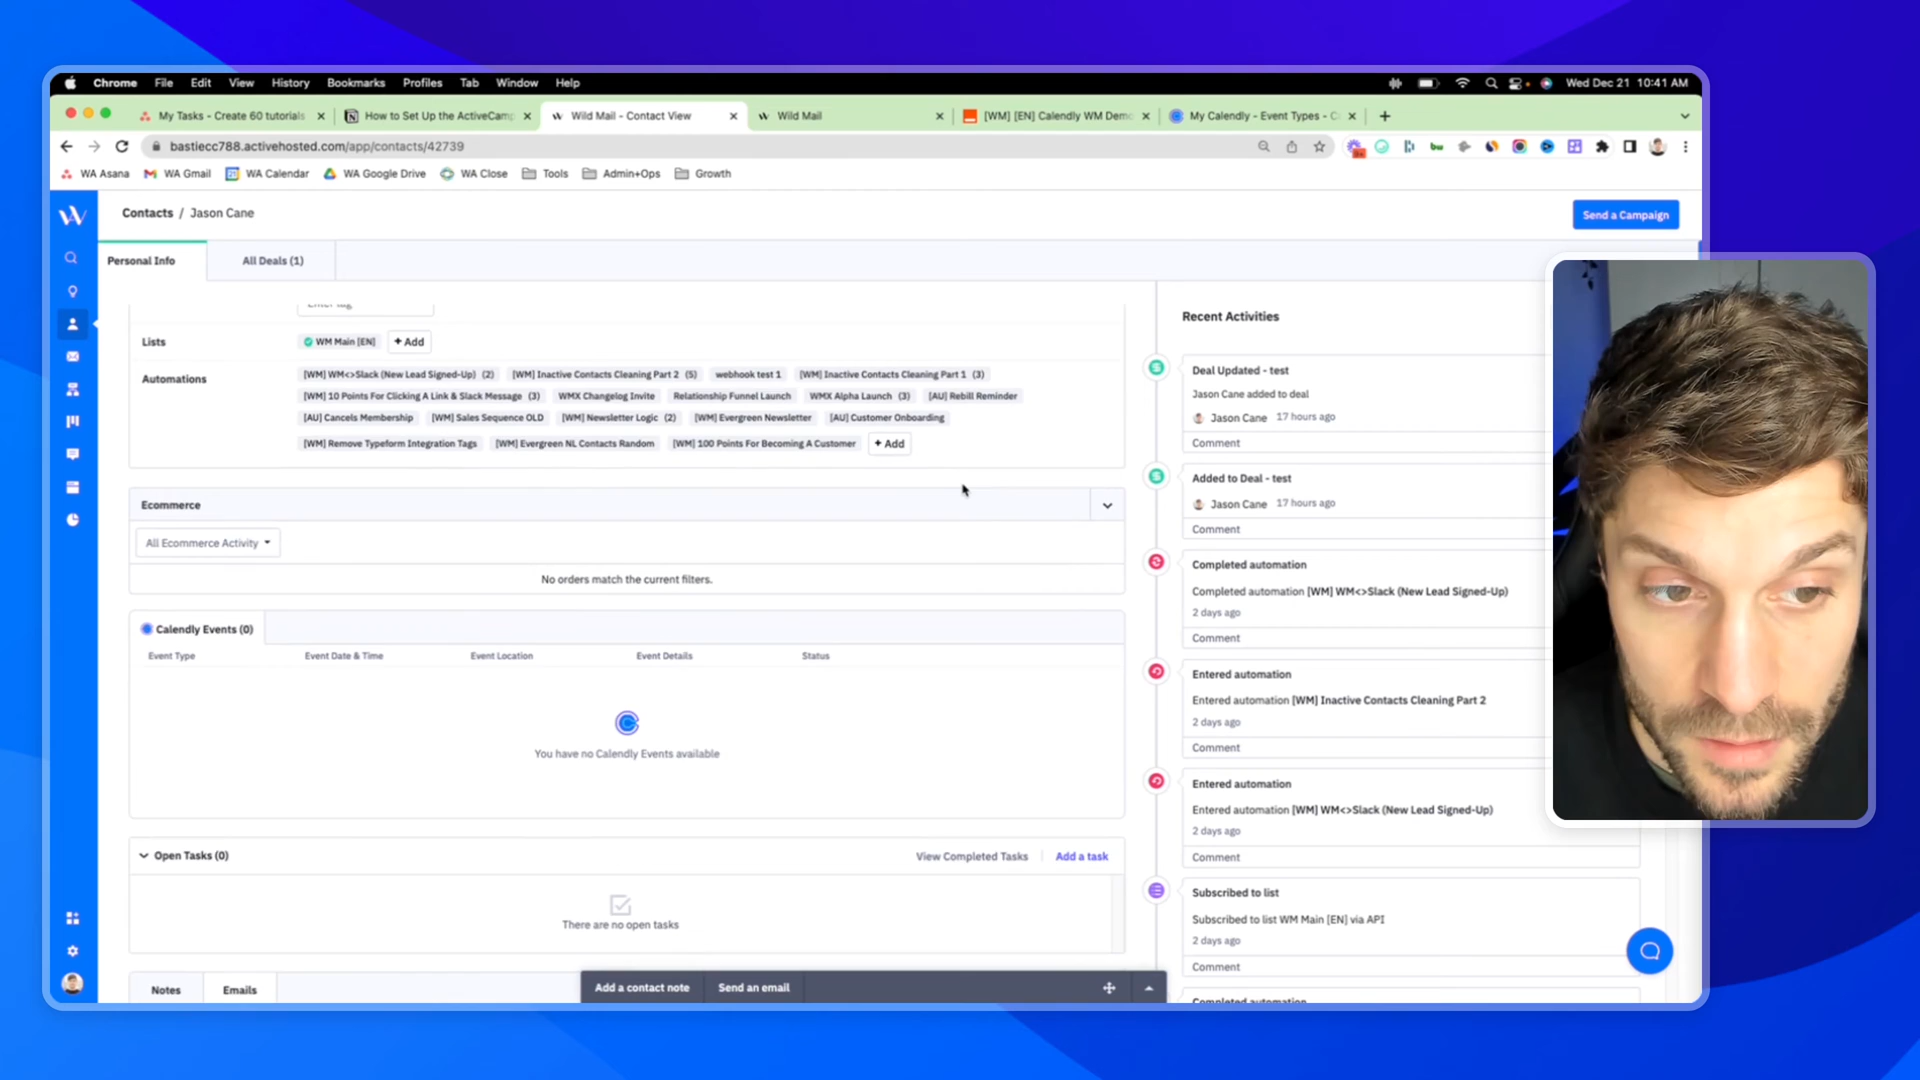 Chrome File Edit View History Bookmarks Profiles Tab Window Help Wed Dec 21 10:41 AM
My Tasks - Create 60 tutorials How to Set Up the ActiveCamp Wild Mail - Contact View Wild Mail [WM] [EN] Calendly WM Demo My Calendly - Event Types - C
bastiecc788.activehosted.com/app/contacts/42739
WA Asana WA Gmail WA Calendar WA Google Drive WA Close Tools Admin+Ops Growth
Contacts / Jason Cane
Send a Campaign
Personal Info All Deals (1)
Lists WM Main [EN] + Add
Automations [WM] WM<>Slack (New Lead Signed-Up) (2) [WM] Inactive Contacts Cleaning Part 2 (5) webhook test 1 [WM] Inactive Contacts Cleaning Part 1 (3)
[WM] 10 Points For Clicking A Link & Slack Message (3) WMX Changelog Invite Relationship Funnel Launch WMX Alpha Launch (3) [AU] Rebill Reminder
[AU] Cancels Membership [WM] Sales Sequence OLD [WM] Newsletter Logic (2) [WM] Evergreen Newsletter [AU] Customer Onboarding
[WM] Remove Typeform Integration Tags [WM] Evergreen NL Contacts Random [WM] 100 Points For Becoming A Customer + Add
Ecommerce
All Ecommerce Activity
No orders match the current filters.
Calendly Events (0)
Event Type Event Date & Time Event Location Event Details Status
You have no Calendly Events available
Open Tasks (0) View Completed Tasks Add a task
There are no open tasks
Notes Emails
Add a contact note Send an email
Recent Activities
Deal Updated - test
Jason Cane added to deal
Jason Cane 17 hours ago
Comment
Added to Deal - test
Jason Cane 17 hours ago
Comment
Completed automation
Completed automation [WM] WM<>Slack (New Lead Signed-Up)
2 days ago
Comment
Entered automation
Entered automation [WM] Inactive Contacts Cleaning Part 2
2 days ago
Comment
Entered automation
Entered automation [WM] WM<>Slack (New Lead Signed-Up)
2 days ago
Comment
Subscribed to list
Subscribed to list WM Main [EN] via API
2 days ago
Comment
Completed automation